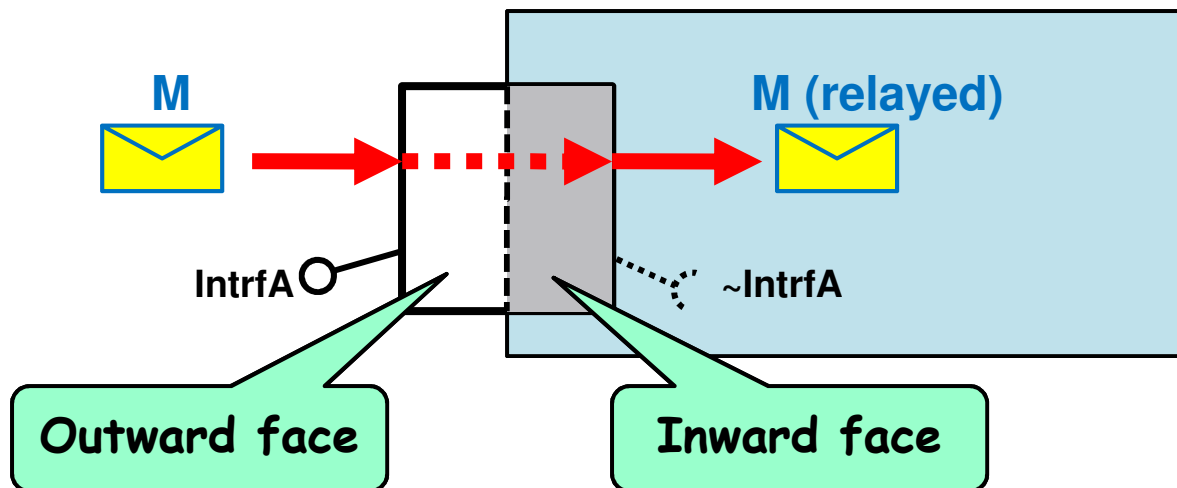 M
M (relayed)
IntrfA
~IntrfA
Outward face
Inward face